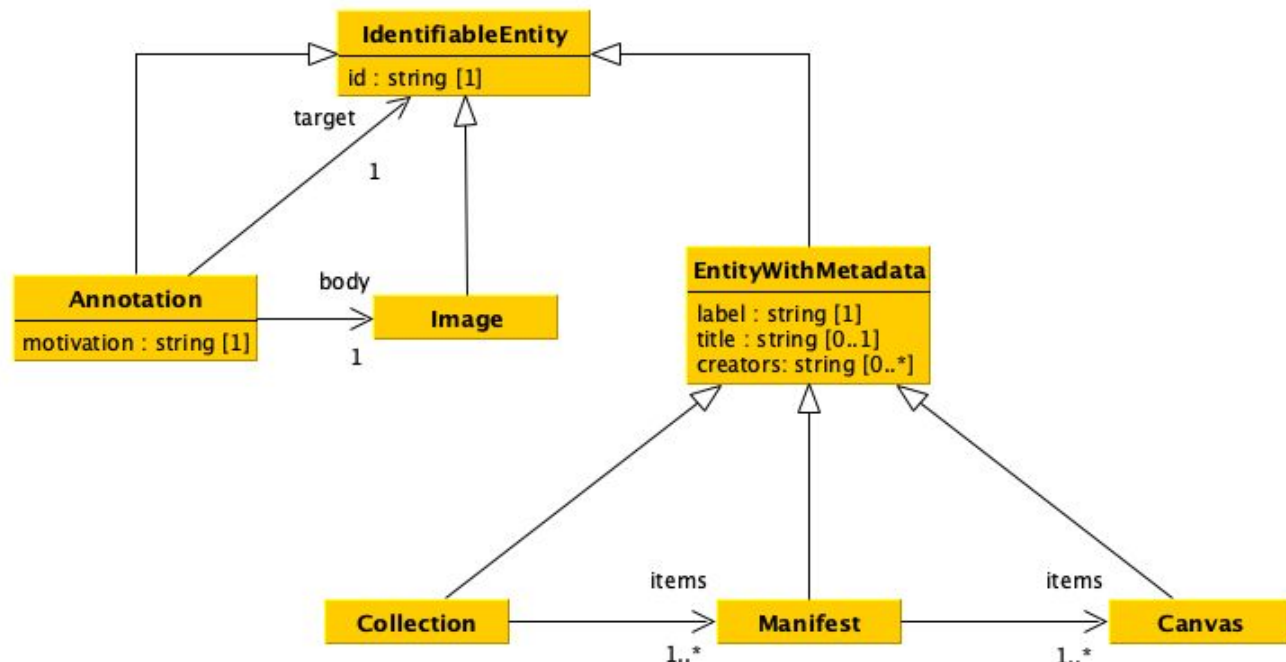 IdentifiableEntity
id : string [1]
target
1
Annotation
motivation : string [1]
body
1
Image
EntityWithMetadata
label : string [1]
title : string [0..1]
creators: string [0..*]
Collection
items
1..*
Manifest
items
1..*
Canvas